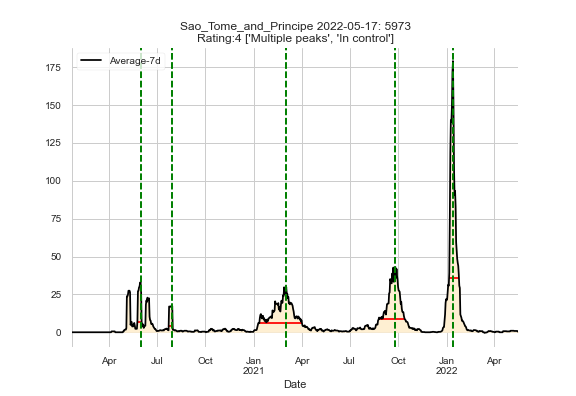 Sao_Tome_and_Principe 2022-05-17: 5973
Rating:4 ['Multiple peaks', 'In control']
Average-7d
175
150
125
100
75
50
25
0
Apr Jul Oct Jan Apr Jul Oct Jan Apr
2021 2022
Date